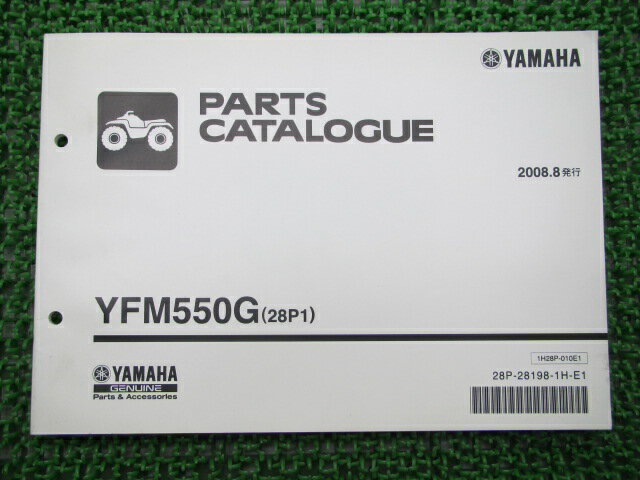 YAMAHA
PARTS
CATALOGUE
2008.8発行
YFM550G(28P1)
YAMAHA
GENUINE
Parts & Accessories
1H28P-010E1
28P-28198-1H-E1